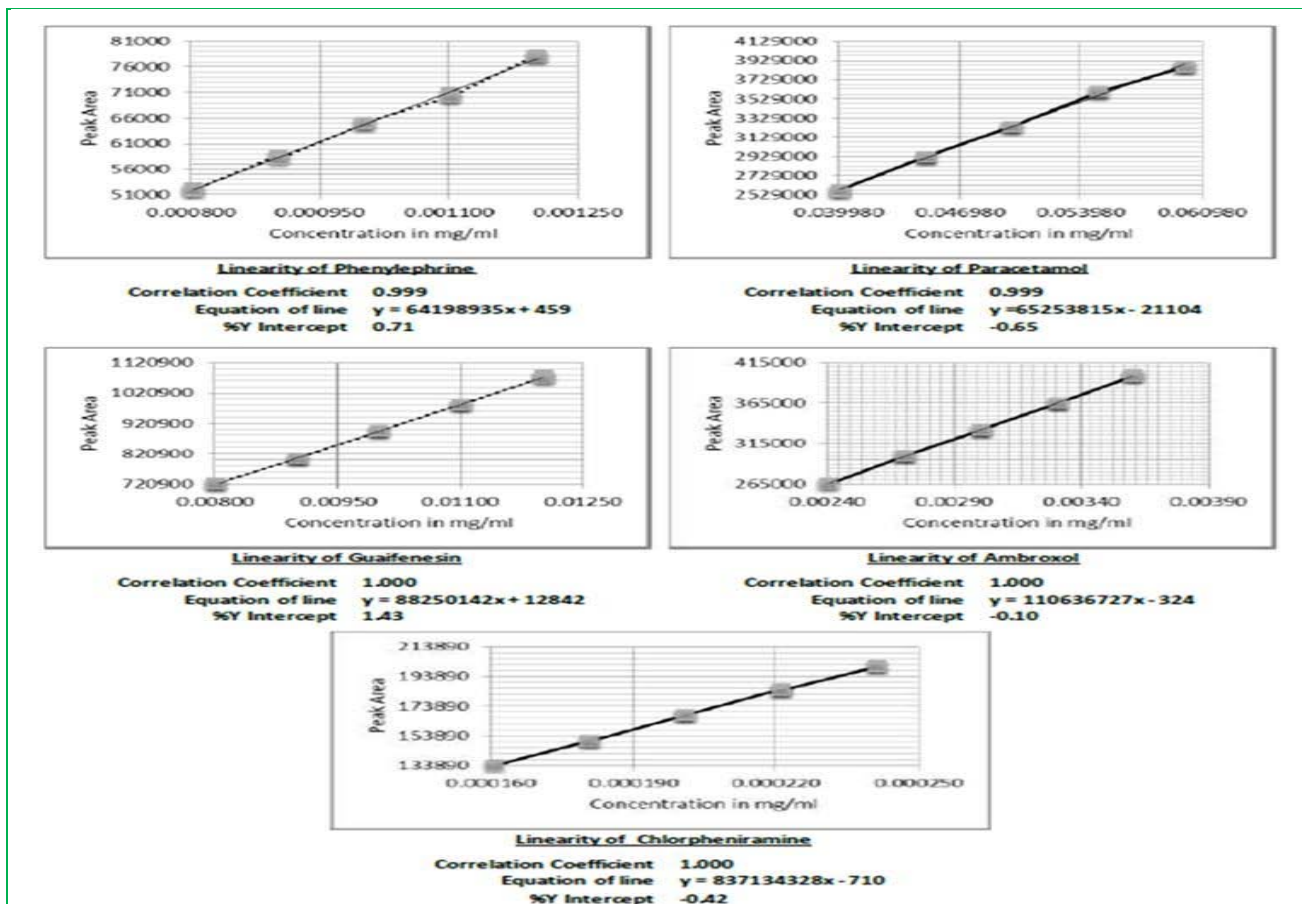 81000
76000
71000
66000
61000
56000
51000
Peak Area
0.000800 0.000950 0.001100 0.001250
Concentration in mg/ml
Linearity of Phenylephrine
Correlation Coefficient 0.999
Equation of line y = 64198935x + 459
%Y Intercept 0.71
4129000
3929000
3729000
3529000
3329000
3129000
2929000
2729000
2529000
Peak Area
0.039980 0.046980 0.053980 0.060980
Concentration in mg/ml
Linearity of Paracetamol
Correlation Coefficient 0.999
Equation of line y =65253815x - 21104
%Y Intercept -0.65
1120900
1020900
920900
820900
720900
Peak Area
0.00800 0.00950 0.01100 0.01250
Concentration in mg/ml
Linearity of Guaifenesin
Correlation Coefficient 1.000
Equation of line y = 88250142x + 12842
%Y Intercept 1.43
415000
365000
315000
265000
Peak Area
0.00240 0.00290 0.00340 0.00390
Concentration in mg/ml
Linearity of Ambroxol
Correlation Coefficient 1.000
Equation of line y = 110636727x - 324
%Y Intercept -0.10
213890
193890
173890
153890
133890
Peak Area
0.000160 0.000190 0.000220 0.000250
Concentration in mg/ml
Linearity of Chlorpheniramine
Correlation Coefficient 1.000
Equation of line y = 837134328x - 710
%Y Intercept -0.42